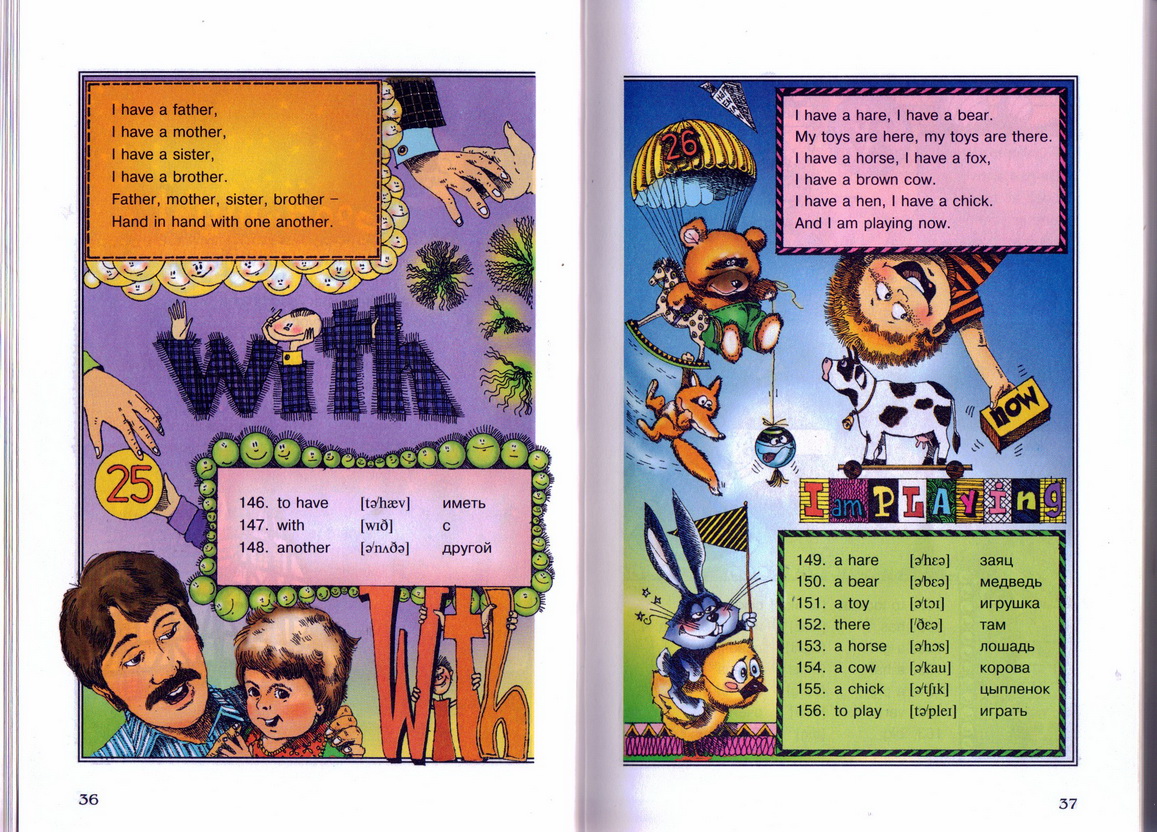 I have a father,
I have a mother,
I have a sister,
I have a brother.
Father, mother, sister, brother –
Hand in hand with one another.
with
25
146. to have [tə′hæv] иметь
147. with [wıð] с
148. another [ə′nʌðə] другой
with
36
26
I have a hare, I have a bear.
My toys are here, my toys are there.
I have a horse, I have a fox,
I have a brown cow.
I have a hen, I have a chick.
And I am playing now.
now
I am PLAying
149. a hare [ə′hɛə] заяц
150. a bear [ə′bɛə] медведь
151. a toy [ə′tɔı] игрушка
152. there [′ðɛə] там
153. a horse [ə′hɔs] лошадь
154. a cow [ə′kau] корова
155. a chick [ə′tʃık] цыпленок
156. to play [tə′pleı] играть
37